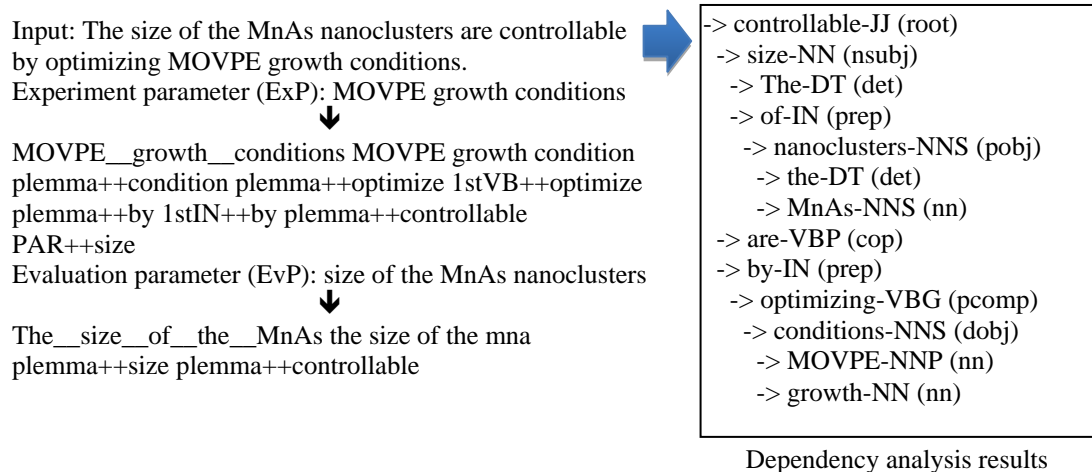 Input: The size of the MnAs nanoclusters are controllable
by optimizing MOVPE growth conditions.
Experiment parameter (ExP): MOVPE growth conditions
MOVPE__growth__conditions MOVPE growth condition
plemma++condition plemma++optimize 1stVB++optimize
plemma++by 1stIN++by plemma++controllable
PAR++size
Evaluation parameter (EvP): size of the MnAs nanoclusters
The__size__of__the__MnAs the size of the mna
plemma++size plemma++controllable
-> controllable-JJ (root)
-> size-NN (nsubj)
-> The-DT (det)
-> of-IN (prep)
-> nanoclusters-NNS (pobj)
-> the-DT (det)
-> MnAs-NNS (nn)
-> are-VBP (cop)
-> by-IN (prep)
-> optimizing-VBG (pcomp)
-> conditions-NNS (dobj)
-> MOVPE-NNP (nn)
-> growth-NN (nn)
Dependency analysis results